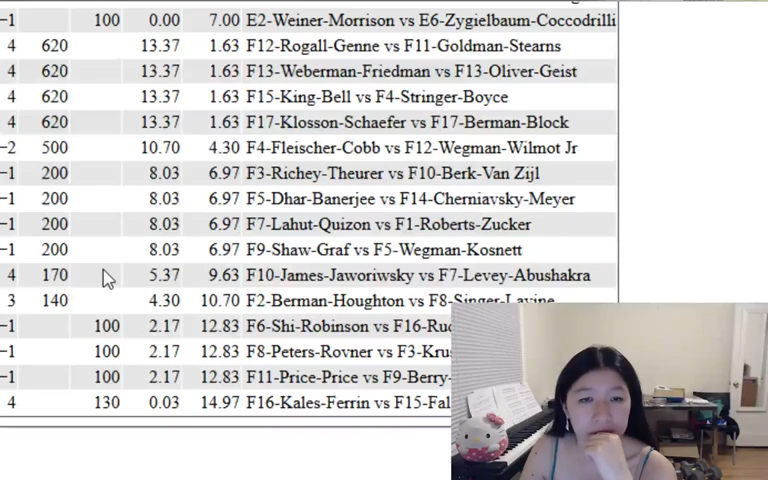 −1 100 0.00 7.00 E2-Weiner-Morrison vs E6-Zygielbaum-Coccodrilli
4 620 13.37 1.63 F12-Rogall-Genne vs F11-Goldman-Stearns
4 620 13.37 1.63 F13-Weberman-Friedman vs F13-Oliver-Geist
4 620 13.37 1.63 F15-King-Bell vs F4-Stringer-Boyce
4 620 13.37 1.63 F17-Klosson-Schaefer vs F17-Berman-Block
−2 500 10.70 4.30 F4-Fleischer-Cobb vs F12-Wegman-Wilmot Jr
−1 200 8.03 6.97 F3-Richey-Theurer vs F10-Berk-Van Zijl
−1 200 8.03 6.97 F5-Dhar-Banerjee vs F14-Cherniavsky-Meyer
−1 200 8.03 6.97 F7-Lahut-Quizon vs F1-Roberts-Zucker
−1 200 8.03 6.97 F9-Shaw-Graf vs F5-Wegman-Kosnett
4 170 5.37 9.63 F10-James-Jaworiwsky vs F7-Levey-Abushakra
3 140 4.30 10.70 F2-Berman-Houghton vs F8-Singer-Lavine
−1 100 2.17 12.83 F6-Shi-Robinson vs F16-Ru
−1 100 2.17 12.83 F8-Peters-Rovner vs F3-Kru
−1 100 2.17 12.83 F11-Price-Price vs F9-Berry-
4 130 0.03 14.97 F16-Kales-Ferrin vs F15-Fal